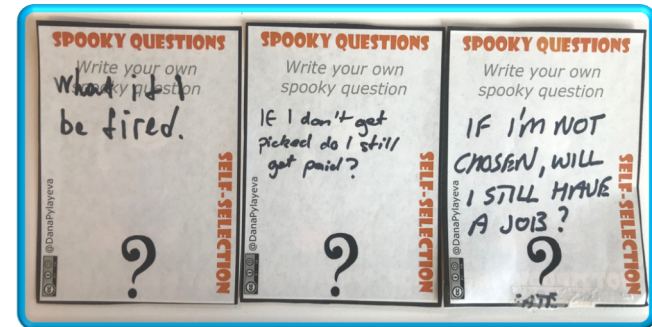 SPOOKY QUESTIONS
Write your own
spooky question
What if I
be fired.
SELF-SELECTION
@DanaPylayeva
?
SPOOKY QUESTIONS
Write your own
spooky question
If I don't get
picked do I still
get paid?
SELF-SELECTION
@DanaPylayeva
?
SPOOKY QUESTIONS
Write your own
spooky question
IF I'M NOT
CHOSEN, WILL
I STILL HAVE
A JOB?
SELF-SELECTION
@DanaPylayeva
?